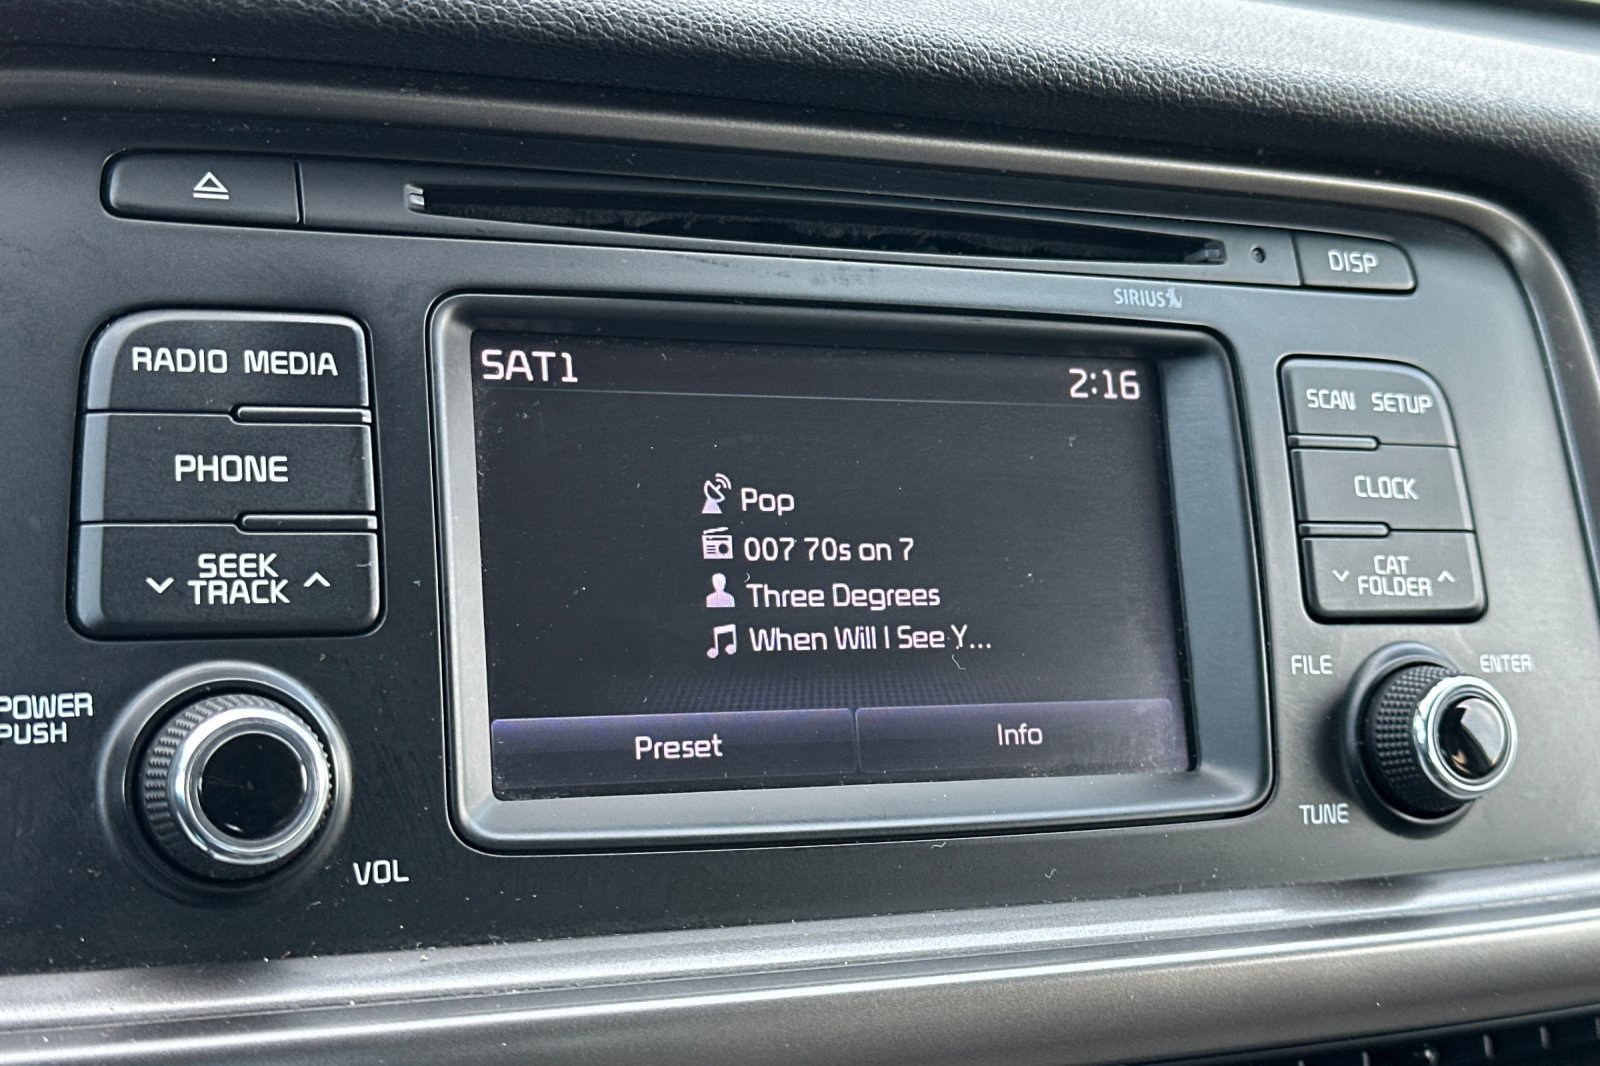 DISP
SIRIUS
RADIO MEDIA
PHONE
SEEK
TRACK
POWER
PUSH
VOL
SAT1
2:16
Pop
007 70s on 7
Three Degrees
When Will I See Y...
Preset
Info
SCAN SETUP
CLOCK
CAT
FOLDER
FILE
ENTER
TUNE